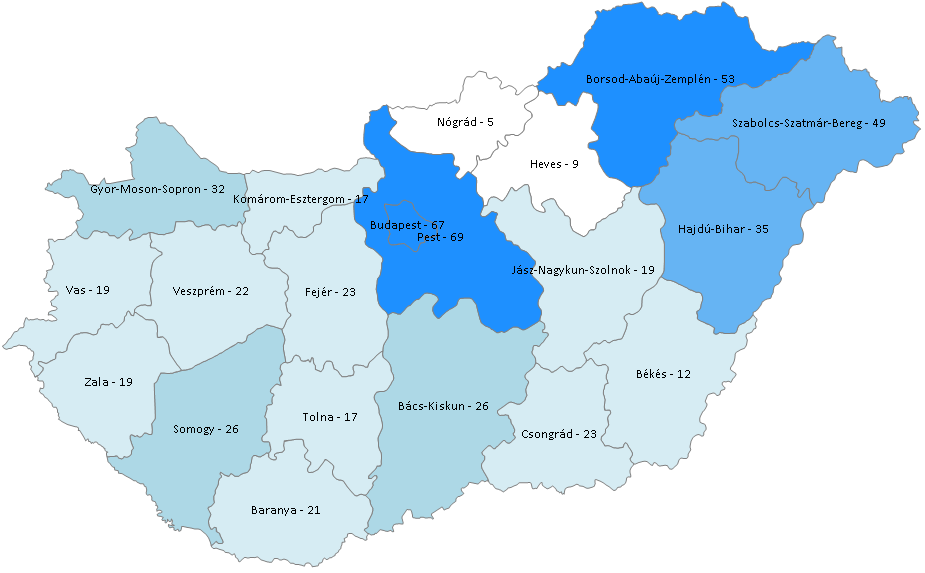 Borsod-Abaúj-Zemplén - 53
Nógrád - 5
Szabolcs-Szatmár-Bereg - 49
Heves - 9
Gyor-Moson-Sopron - 32
Komárom-Esztergom - 17
Budapest - 67
Pest - 69
Hajdú-Bihar - 35
Jász-Nagykun-Szolnok - 19
Vas - 19
Veszprém - 22
Fejér - 23
Békés - 12
Zala - 19
Bács-Kiskun - 26
Tolna - 17
Somogy - 26
Csongrád - 23
Baranya - 21